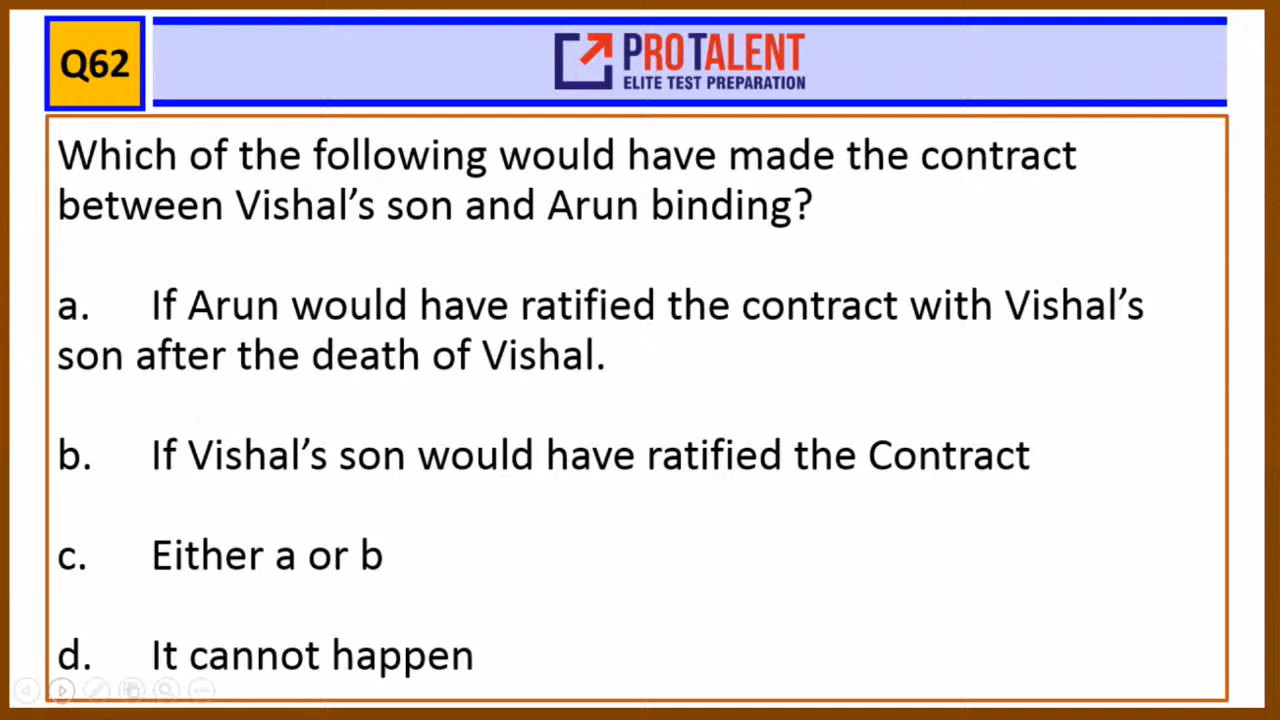 Q62
PROTALENT
ELITE TEST PREPARATION
Which of the following would have made the contract
between Vishal’s son and Arun binding?
a. If Arun would have ratified the contract with Vishal’s
son after the death of Vishal.
b. If Vishal’s son would have ratified the Contract
c. Either a or b
d. It cannot happen